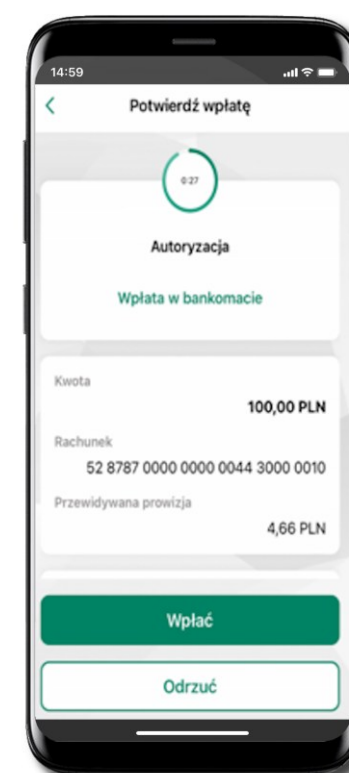 14:59
Potwierdź wpłatę
0:27
Autoryzacja
Wpłata w bankomacie
Kwota
100,00 PLN
Rachunek
52 8787 0000 0000 0044 3000 0010
Przewidywana prowizja
4,66 PLN
Wpłać
Odrzuć